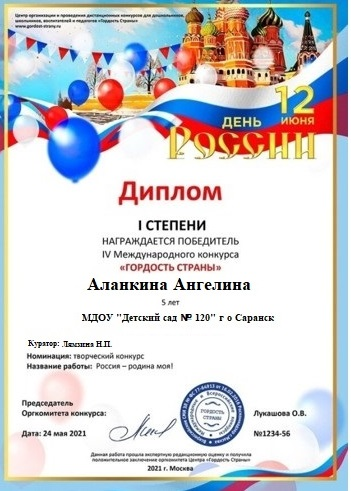 Центр организации и проведения дистанционных конкурсов для дошкольников,
школьников, воспитателей и педагогов «Гордость Страны»
www.gordost-strany.ru
12
ДЕНЬ ИЮНЯ
РОССИИ
Диплом
I СТЕПЕНИ
НАГРАЖДАЕТСЯ ПОБЕДИТЕЛЬ
IV Международного конкурса
«ГОРДОСТЬ СТРАНЫ»
Аланкина Ангелина
5 лет
МДОУ "Детский сад № 120" г о Саранск
Куратор: Лямзина Н.П.
Номинация: творческий конкурс
Название работы: Россия – родина моя!
Председатель
Оргкомитета конкурса:
Лукашова О.В.
Дата: 24 мая 2021
№1234-56
ГОРДОСТЬ
СТРАНЫ
Данная работа прошла экспертную редакционную оценку и получила
положительное заключение оргкомитета Центра «Гордость Страны»
2021 г. Москва